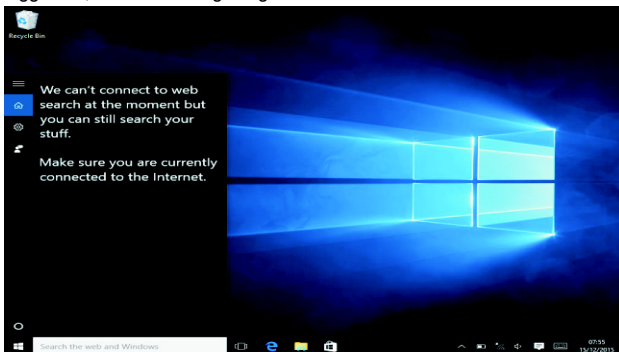 Recycle Bin
We can't connect to web
search at the moment but
you can still search your
stuff.
Make sure you are currently
connected to the Internet.
Search the web and Windows
07:55
15/12/2015